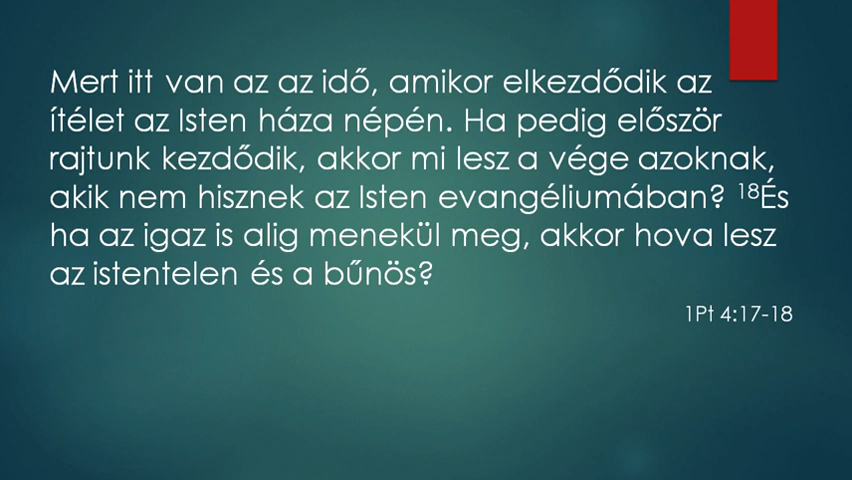 Mert itt van az az idő, amikor elkezdődik az
ítélet az Isten háza népén. Ha pedig először
rajtunk kezdődik, akkor mi lesz a vége azoknak,
akik nem hisznek az Isten evangéliumában? ¹⁸És
ha az igaz is alig menekül meg, akkor hova lesz
az istentelen és a bűnös?
1Pt 4:17-18